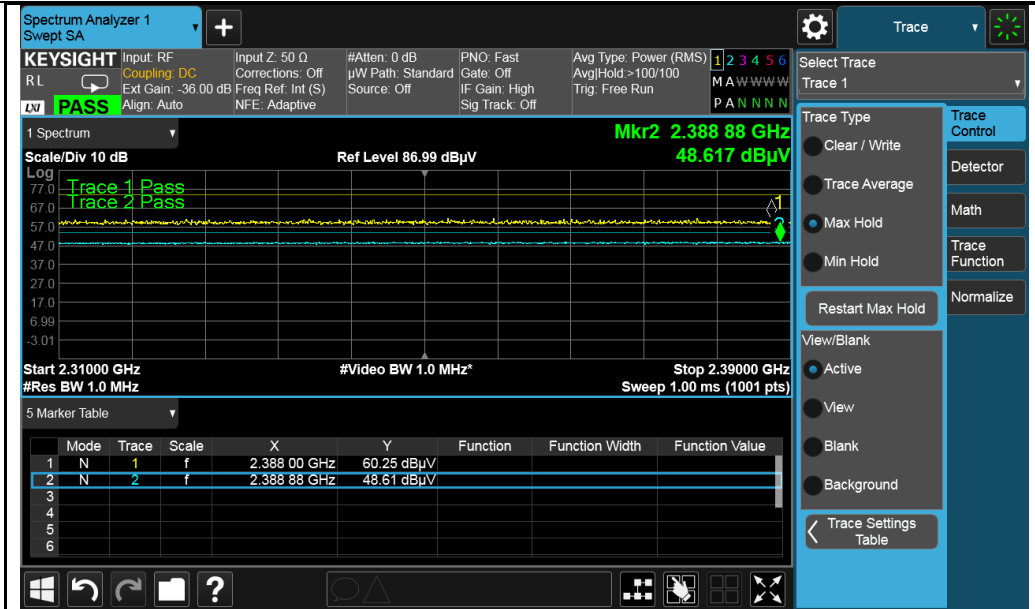 Spectrum Analyzer 1
Swept SA
+
Trace
KEYSIGHT
R L
LXI PASS
Input: RF
Coupling: DC
Ext Gain: -36.00 dB
Align: Auto
Input Z: 50 Ω
Corrections: Off
Freq Ref: Int (S)
NFE: Adaptive
#Atten: 0 dB
µW Path: Standard
Source: Off
PNO: Fast
Gate: Off
IF Gain: High
Sig Track: Off
Avg Type: Power (RMS)
Avg|Hold:>100/100
Trig: Free Run
1 2 3 4 5 6
M A W W W W
P A N N N N
1 Spectrum
Mkr2 2.388 88 GHz
Scale/Div 10 dB
Ref Level 86.99 dBµV
48.617 dBµV
Log
77.0
67.0
57.0
47.0
37.0
27.0
17.0
6.99
-3.01
Trace 1 Pass
Trace 2 Pass
1
2
Start 2.31000 GHz
#Video BW 1.0 MHz*
Stop 2.39000 GHz
#Res BW 1.0 MHz
Sweep 1.00 ms (1001 pts)
5 Marker Table
Mode Trace Scale X Y Function Function Width Function Value
1 N 1 f 2.388 00 GHz 60.25 dBµV
2 N 2 f 2.388 88 GHz 48.61 dBµV
3
4
5
6
?
Select Trace
Trace 1
Trace Type
Clear / Write
Trace Average
Max Hold
Min Hold
Restart Max Hold
View/Blank
Active
View
Blank
Background
Trace Settings
Table
Trace
Control
Detector
Math
Trace
Function
Normalize